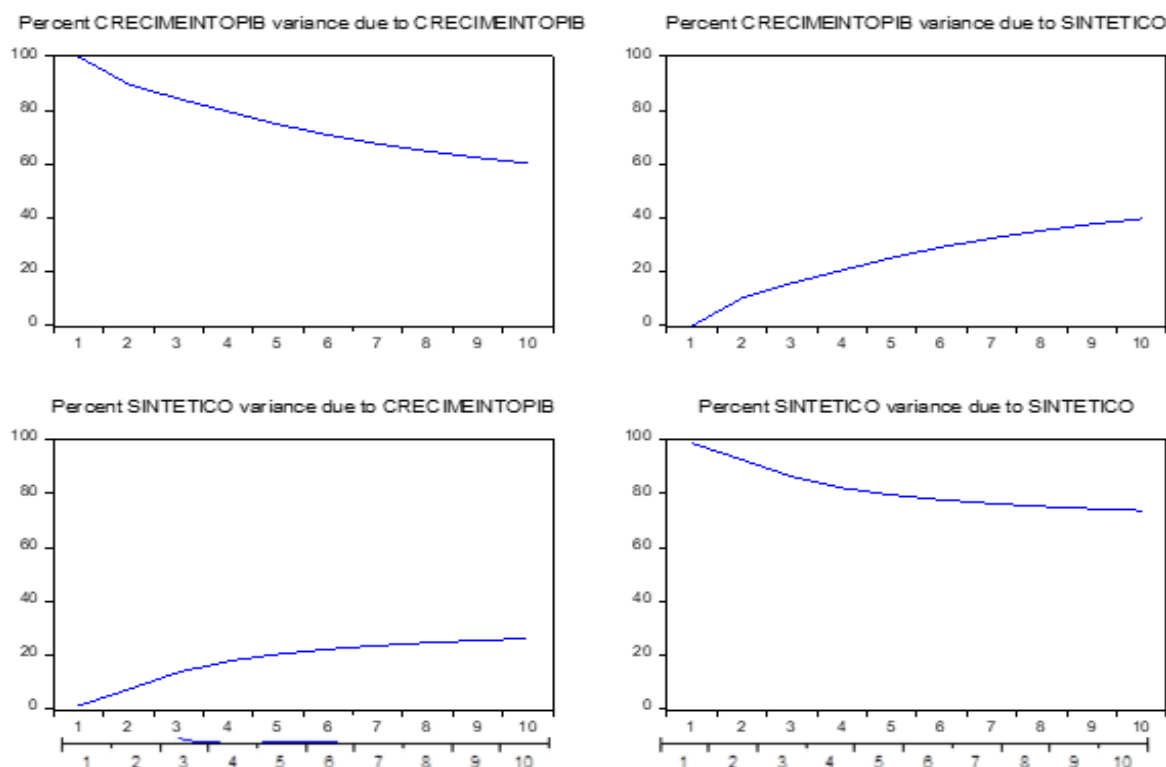 Percent CRECIMEINTOPIB variance due to CRECIMEINTOPIB
100
80
60
40
20
0
1 2 3 4 5 6 7 8 9 10
Percent CRECIMEINTOPIB variance due to SINTETICO
100
80
60
40
20
0
1 2 3 4 5 6 7 8 9 10
Percent SINTETICO variance due to CRECIMEINTOPIB
100
80
60
40
20
0
1 2 3 4 5 6 7 8 9 10
1 2 3 4 5 6 7 8 9 10
Percent SINTETICO variance due to SINTETICO
100
80
60
40
20
0
1 2 3 4 5 6 7 8 9 10
1 2 3 4 5 6 7 8 9 10